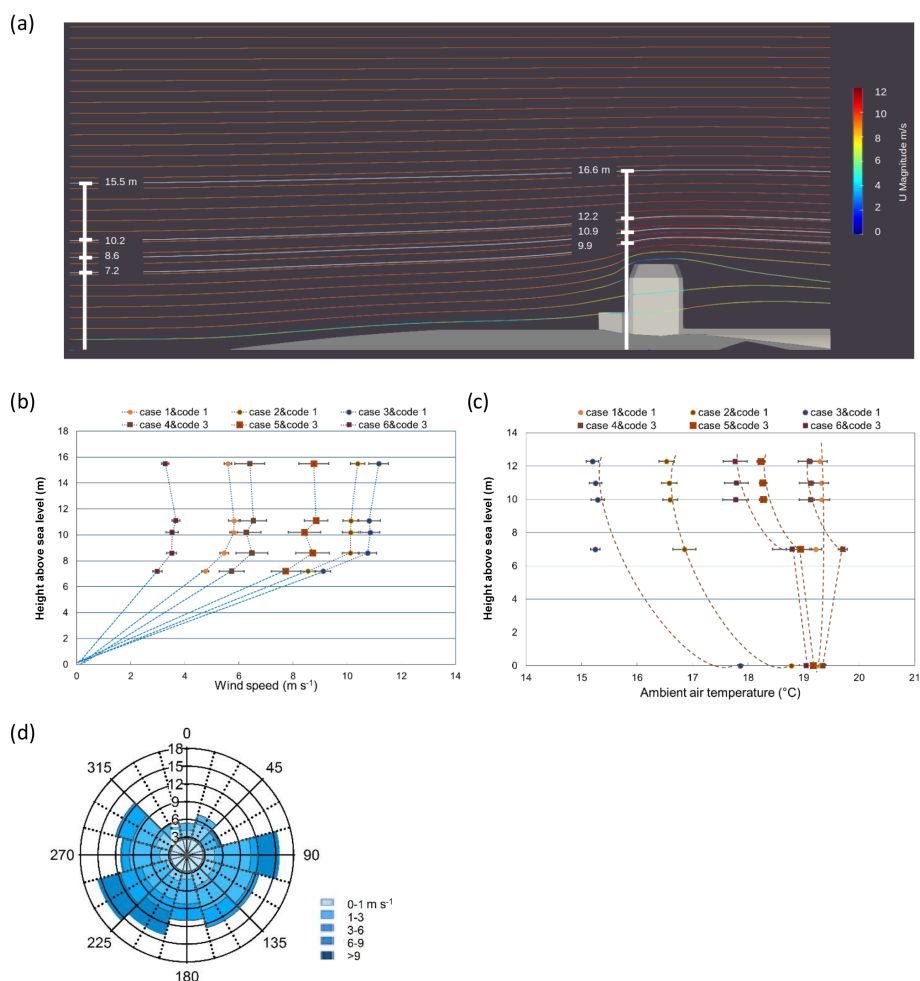 (a)
15.5 m
10.2
8.6
7.2
16.6 m
12.2
10.9
9.9
12
10
8
6
4
2
0
U Magnitude m/s
(b)
case 1&code 1 case 2&code 1 case 3&code 1
case 4&code 3 case 5&code 3 case 6&code 3
18
16
14
12
10
8
6
4
2
0
Height above sea level (m)
0 2 4 6 8 10 12 14
Wind speed (m s⁻¹)
(c)
case 1&code 1 case 2&code 1 case 3&code 1
case 4&code 3 case 5&code 3 case 6&code 3
14
12
10
8
6
4
2
0
Height above sea level (m)
14 15 16 17 18 19 20 21
Ambient air temperature (°C)
(d)
0
45
90
135
180
225
270
315
18
15
12
9
6
3
0-1 m s⁻¹
1-3
3-6
6-9
>9